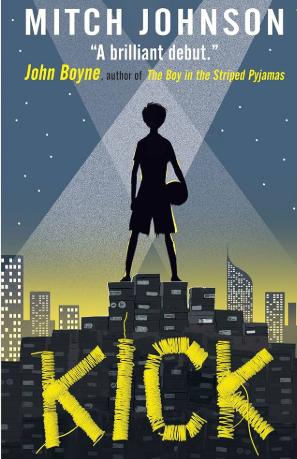 MITCH JOHNSON
“A brilliant debut.”
John Boyne, author of The Boy in the Striped Pyjamas
KICK